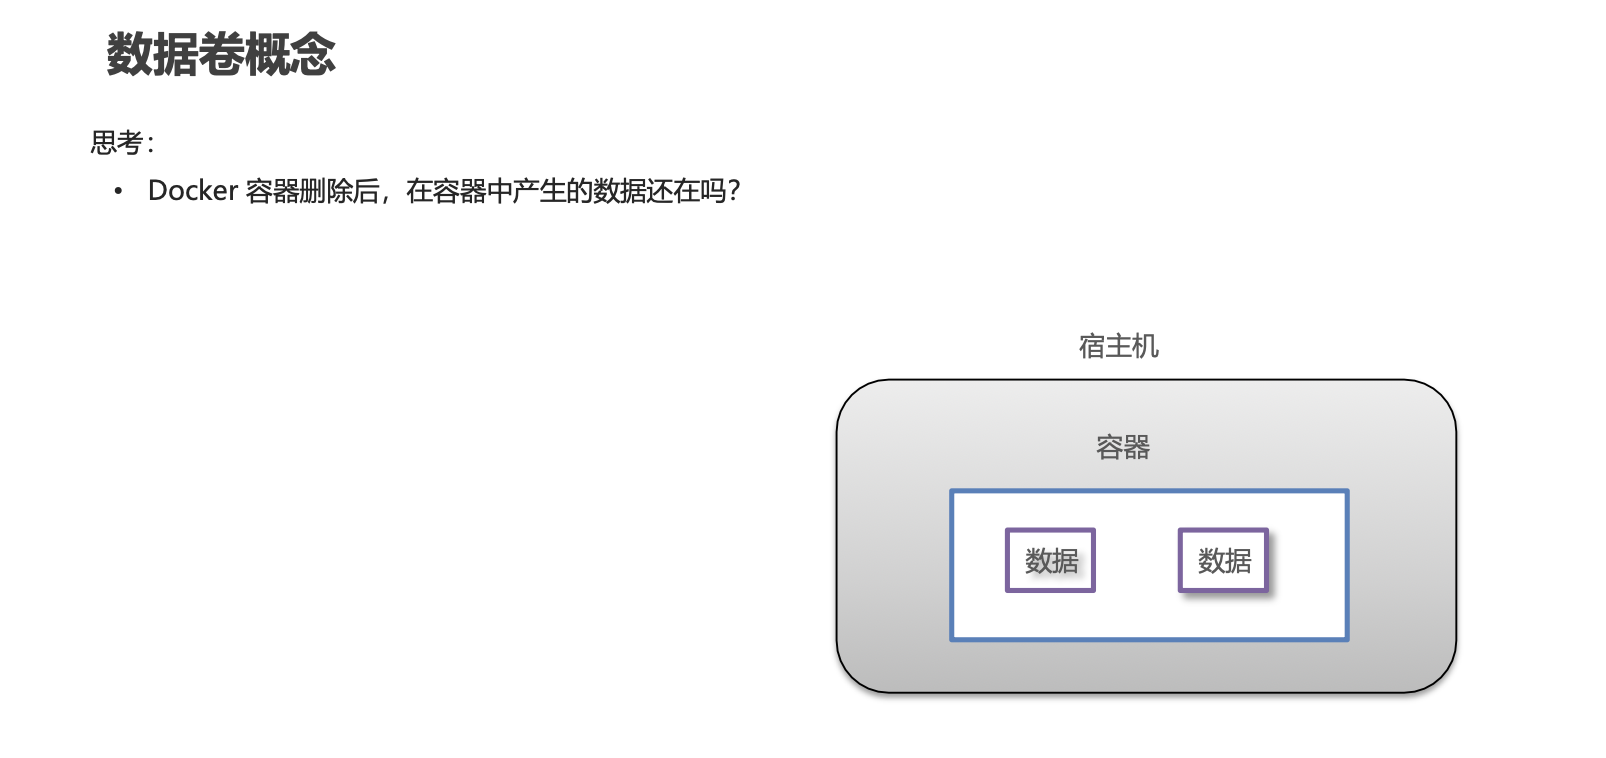 数据卷概念
思考：
• Docker 容器删除后，在容器中产生的数据还在吗？
宿主机
容器
数据
数据